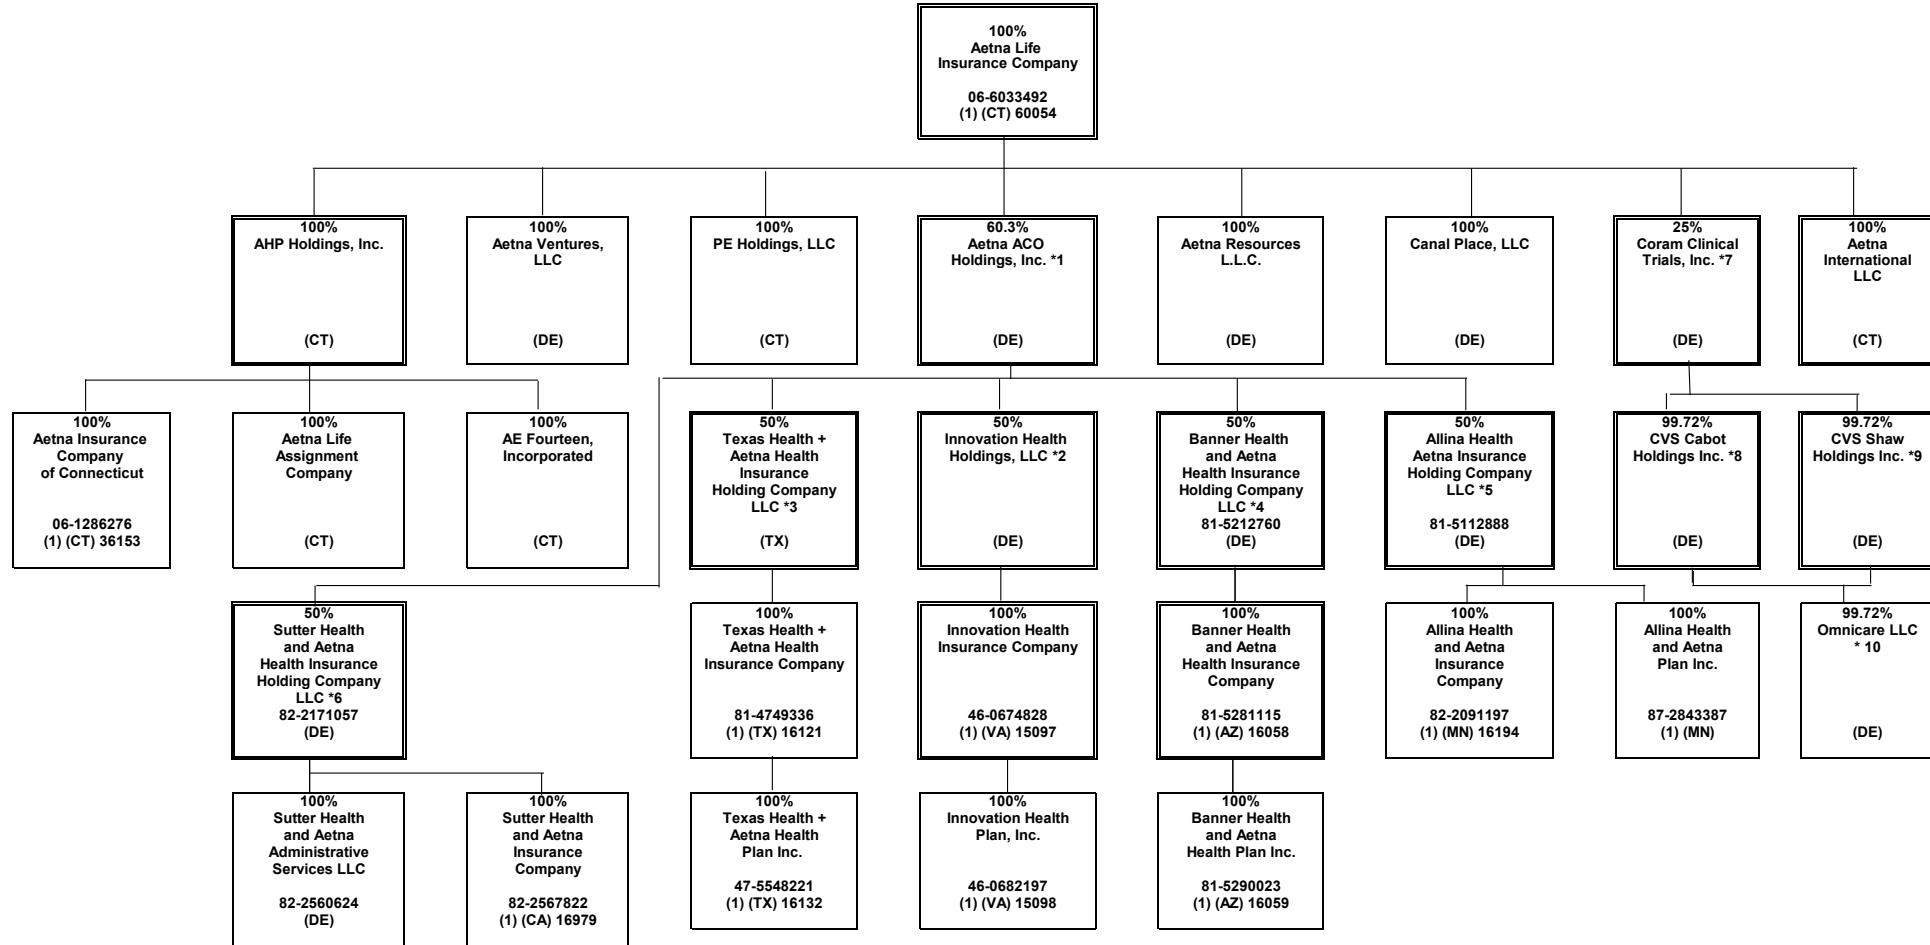 100%
Aetna Life
Insurance Company
06-6033492
(1) (CT) 60054
100%
AHP Holdings, Inc.
(CT)
100%
Aetna Ventures,
LLC
(DE)
100%
PE Holdings, LLC
(CT)
60.3%
Aetna ACO
Holdings, Inc. *1
(DE)
100%
Aetna Resources
L.L.C.
(DE)
100%
Canal Place, LLC
(DE)
25%
Coram Clinical
Trials, Inc. *7
(DE)
100%
Aetna
International
LLC
(CT)
100%
Aetna Insurance
Company
of Connecticut
06-1286276
(1) (CT) 36153
100%
Aetna Life
Assignment
Company
(CT)
100%
AE Fourteen,
Incorporated
(CT)
50%
Texas Health +
Aetna Health
Insurance
Holding Company
LLC *3
(TX)
50%
Innovation Health
Holdings, LLC *2
(DE)
50%
Banner Health
and Aetna
Health Insurance
Holding Company
LLC *4
81-5212760
(DE)
50%
Allina Health
Aetna Insurance
Holding Company
LLC *5
81-5112888
(DE)
99.72%
CVS Cabot
Holdings Inc. *8
(DE)
99.72%
CVS Shaw
Holdings Inc. *9
(DE)
50%
Sutter Health
and Aetna
Health Insurance
Holding Company
LLC *6
82-2171057
(DE)
100%
Texas Health +
Aetna Health
Insurance Company
81-4749336
(1) (TX) 16121
100%
Innovation Health
Insurance Company
46-0674828
(1) (VA) 15097
100%
Banner Health
and Aetna
Health Insurance
Company
81-5281115
(1) (AZ) 16058
100%
Allina Health
and Aetna
Insurance
Company
82-2091197
(1) (MN) 16194
100%
Allina Health
and Aetna
Plan Inc.
87-2843387
(1) (MN)
99.72%
Omnicare LLC
* 10
(DE)
100%
Sutter Health
and Aetna
Administrative
Services LLC
82-2560624
(DE)
100%
Sutter Health
and Aetna
Insurance
Company
82-2567822
(1) (CA) 16979
100%
Texas Health +
Aetna Health
Plan Inc.
47-5548221
(1) (TX) 16132
100%
Innovation Health
Plan, Inc.
46-0682197
(1) (VA) 15098
100%
Banner Health
and Aetna
Health Plan Inc.
81-5290023
(1) (AZ) 16059